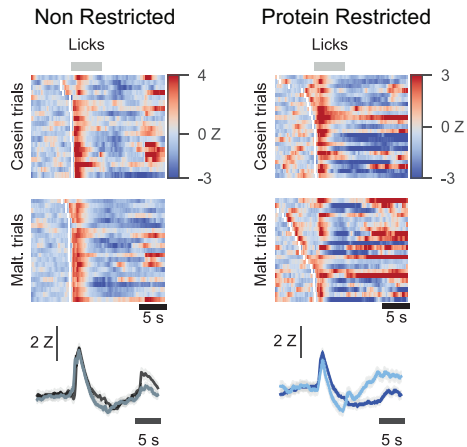 Non Restricted
Protein Restricted
Licks
Licks
Casein trials
4
0 Z
-3
Casein trials
3
0 Z
-3
Malt. trials
5 s
Malt. trials
5 s
2 Z
5 s
2 Z
5 s